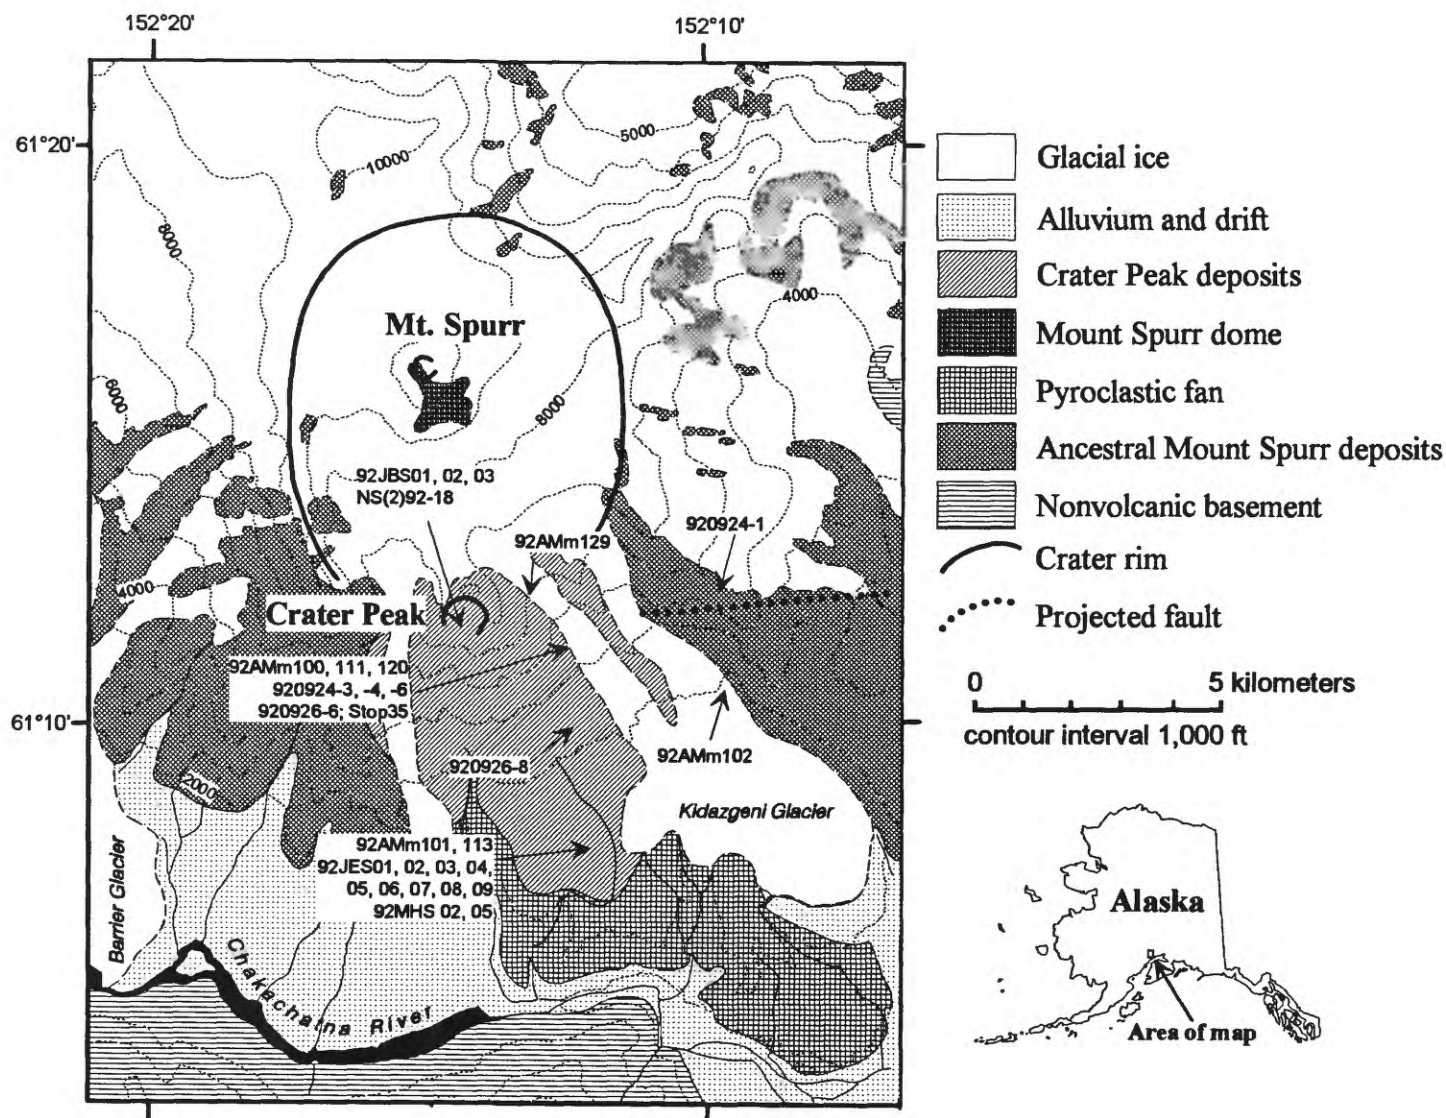 152°20'
152°10'
61°20'
10000
5000
8000
4000
Mt. Spurr
6000
8000
92JBS01, 02, 03
NS(2)92-18
92AMm129
920924-1
4000
Crater Peak
92AMm100, 111, 120
920924-3, -4, -6
920926-6; Stop35
61°10'
92AMm102
920926-8
2000
Kidazgeni Glacier
92AMm101, 113
92JES01, 02, 03, 04,
05, 06, 07, 08, 09
92MHS 02, 05
Barrier Glacier
Chakachatna River
Glacial ice
Alluvium and drift
Crater Peak deposits
Mount Spurr dome
Pyroclastic fan
Ancestral Mount Spurr deposits
Nonvolcanic basement
Crater rim
Projected fault
0 5 kilometers
contour interval 1,000 ft
Alaska
Area of map